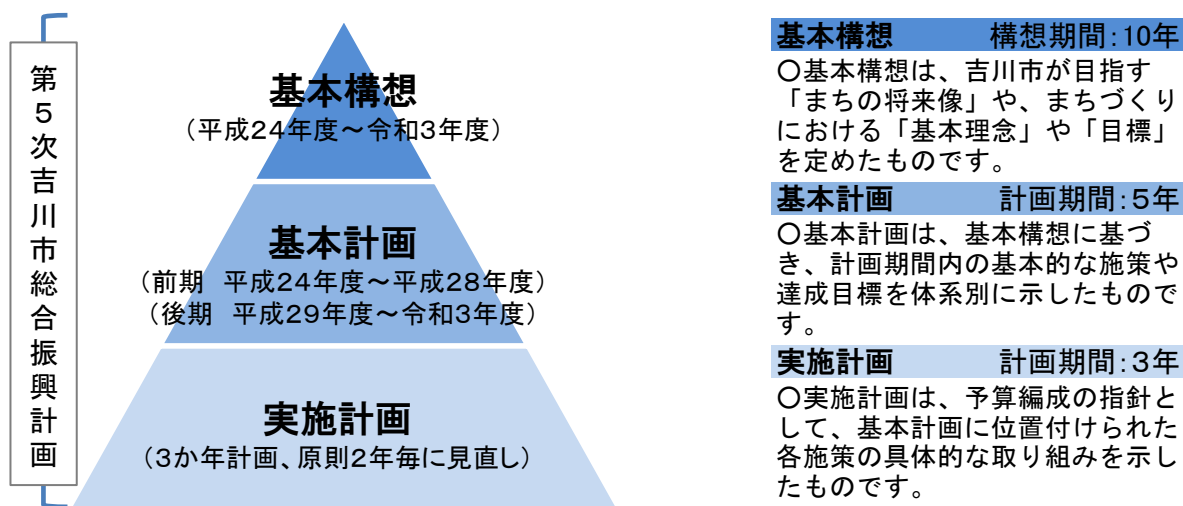 第5次吉川市総合振興計画
基本構想
（平成24年度～令和3年度）
基本計画
（前期　平成24年度～平成28年度）
（後期　平成29年度～令和3年度）
実施計画
（3か年計画、原則2年毎に見直し）
基本構想　構想期間：10年
〇基本構想は、吉川市が目指す
「まちの将来像」や、まちづくり
における「基本理念」や「目標」
を定めたものです。
基本計画　計画期間：5年
〇基本計画は、基本構想に基づ
き、計画期間内の基本的な施策や
達成目標を体系別に示したもので
す。
実施計画　計画期間：3年
〇実施計画は、予算編成の指針と
して、基本計画に位置付けられた
各施策の具体的な取り組みを示し
たものです。